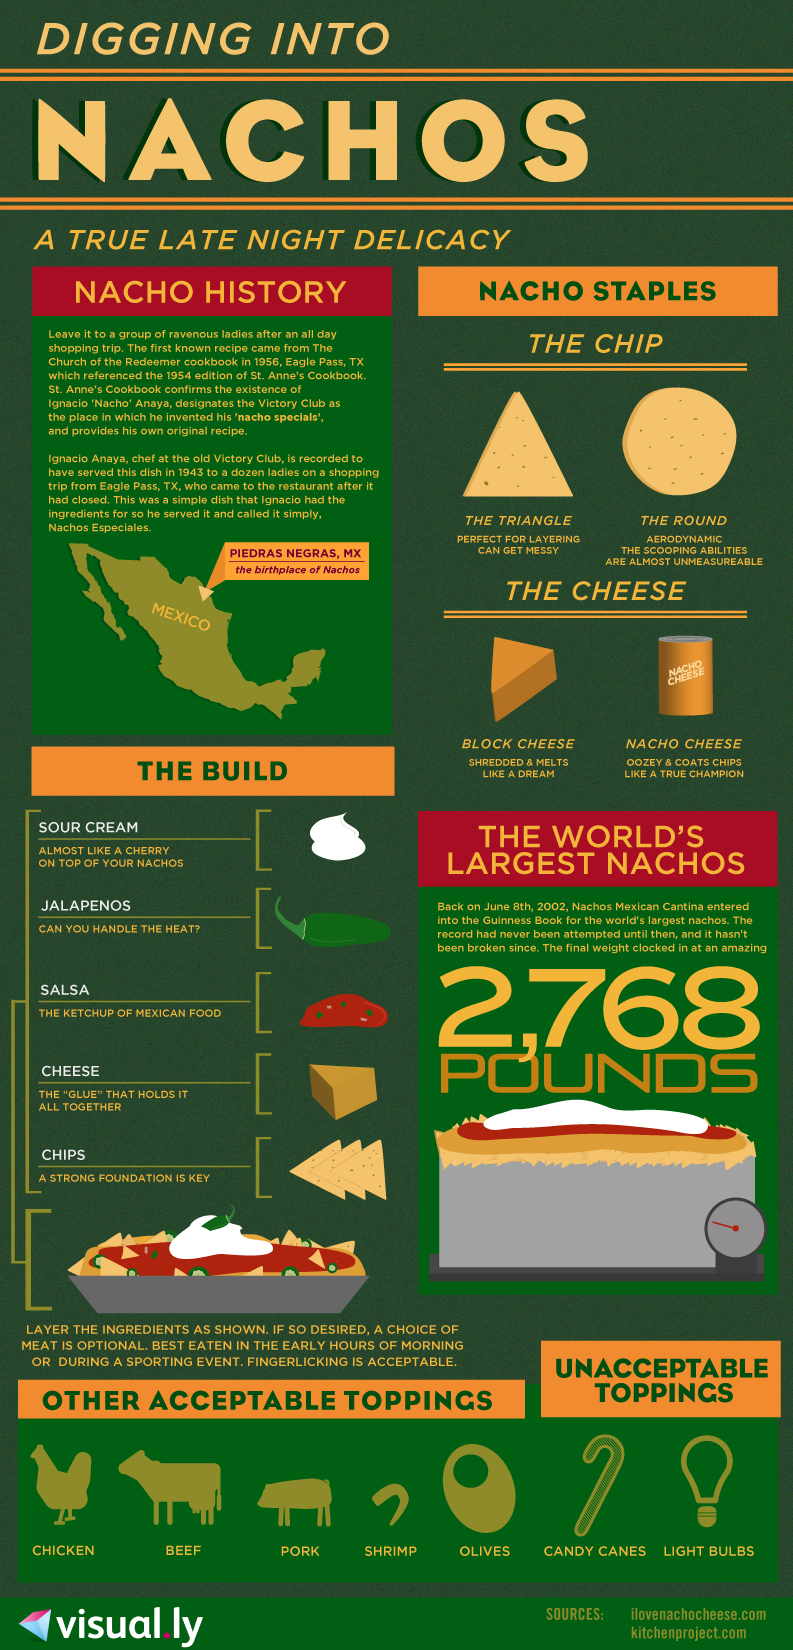 DIGGING INTO
NACHOS
A TRUE LATE NIGHT DELICACY
NACHO HISTORY
Leave it to a group of ravenous ladies after an all day
shopping trip. The first known recipe came from The
Church of the Redeemer cookbook in 1956, Eagle Pass, TX
which referenced the 1954 edition of St. Anne's Cookbook.
St. Anne's Cookbook confirms the existence of
Ignacio 'Nacho' Anaya, designates the Victory Club as
the place in which he invented his 'nacho specials',
and provides his own original recipe.
Ignacio Anaya, chef at the old Victory Club, is recorded to
have served this dish in 1943 to a dozen ladies on a shopping
trip from Eagle Pass, TX, who came to the restaurant after it
had closed. This was a simple dish that Ignacio had the
ingredients for so he served it and called it simply,
Nachos Especiales.
PIEDRAS NEGRAS, MX
the birthplace of Nachos
MEXICO
NACHO STAPLES
THE CHIP
THE TRIANGLE
PERFECT FOR LAYERING
CAN GET MESSY
THE ROUND
AERODYNAMIC
THE SCOOPING ABILITIES
ARE ALMOST UNMEASUREABLE
THE CHEESE
NACHO
CHEESE
BLOCK CHEESE
SHREDDED & MELTS
LIKE A DREAM
NACHO CHEESE
OOZEY & COATS CHIPS
LIKE A TRUE CHAMPION
THE BUILD
SOUR CREAM
ALMOST LIKE A CHERRY
ON TOP OF YOUR NACHOS
JALAPENOS
CAN YOU HANDLE THE HEAT?
SALSA
THE KETCHUP OF MEXICAN FOOD
CHEESE
THE "GLUE" THAT HOLDS IT
ALL TOGETHER
CHIPS
A STRONG FOUNDATION IS KEY
LAYER THE INGREDIENTS AS SHOWN. IF SO DESIRED, A CHOICE OF
MEAT IS OPTIONAL. BEST EATEN IN THE EARLY HOURS OF MORNING
OR DURING A SPORTING EVENT. FINGERLICKING IS ACCEPTABLE.
THE WORLD'S
LARGEST NACHOS
Back on June 8th, 2002, Nachos Mexican Cantina entered
into the Guinness Book for the world's largest nachos. The
record had never been attempted until then, and it hasn't
been broken since. The final weight clocked in at an amazing
2,768
POUNDS
OTHER ACCEPTABLE TOPPINGS
CHICKEN
BEEF
PORK
SHRIMP
OLIVES
UNACCEPTABLE
TOPPINGS
CANDY CANES
LIGHT BULBS
visual.ly
SOURCES:
ilovenachocheese.com
kitchenproject.com